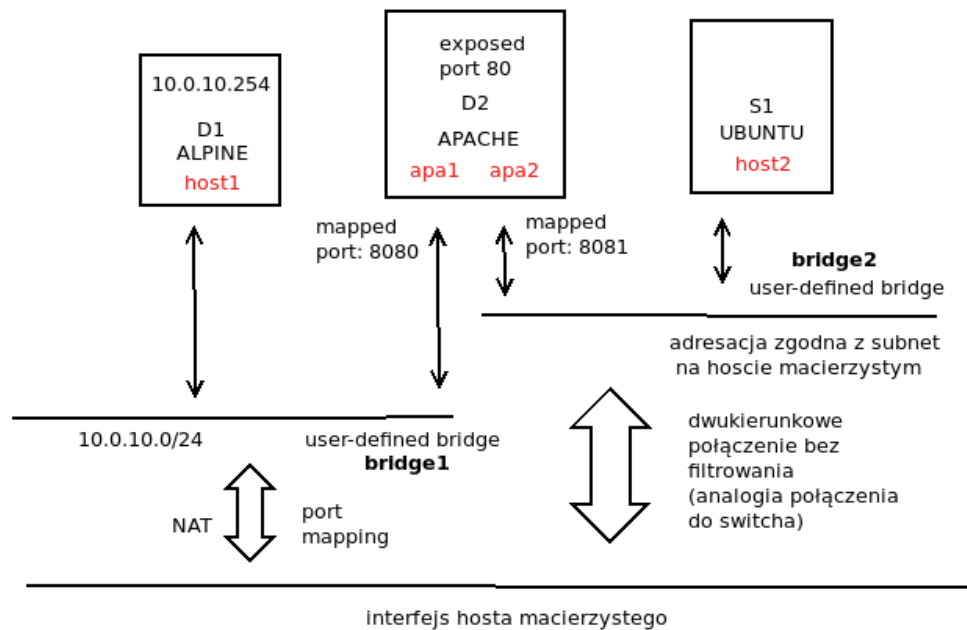 10.0.10.254
D1
ALPINE
host1
exposed
port 80
D2
APACHE
apa1 apa2
S1
UBUNTU
host2
mapped
port: 8080
mapped
port: 8081
bridge2
user-defined bridge
adresacja zgodna z subnet
na hoscie macierzystym
10.0.10.0/24
user-defined bridge
bridge1
NAT
port
mapping
dwukierunkowe
połączenie bez
filtrowania
(analogia połączenia
do switcha)
interfejs hosta macierzystego